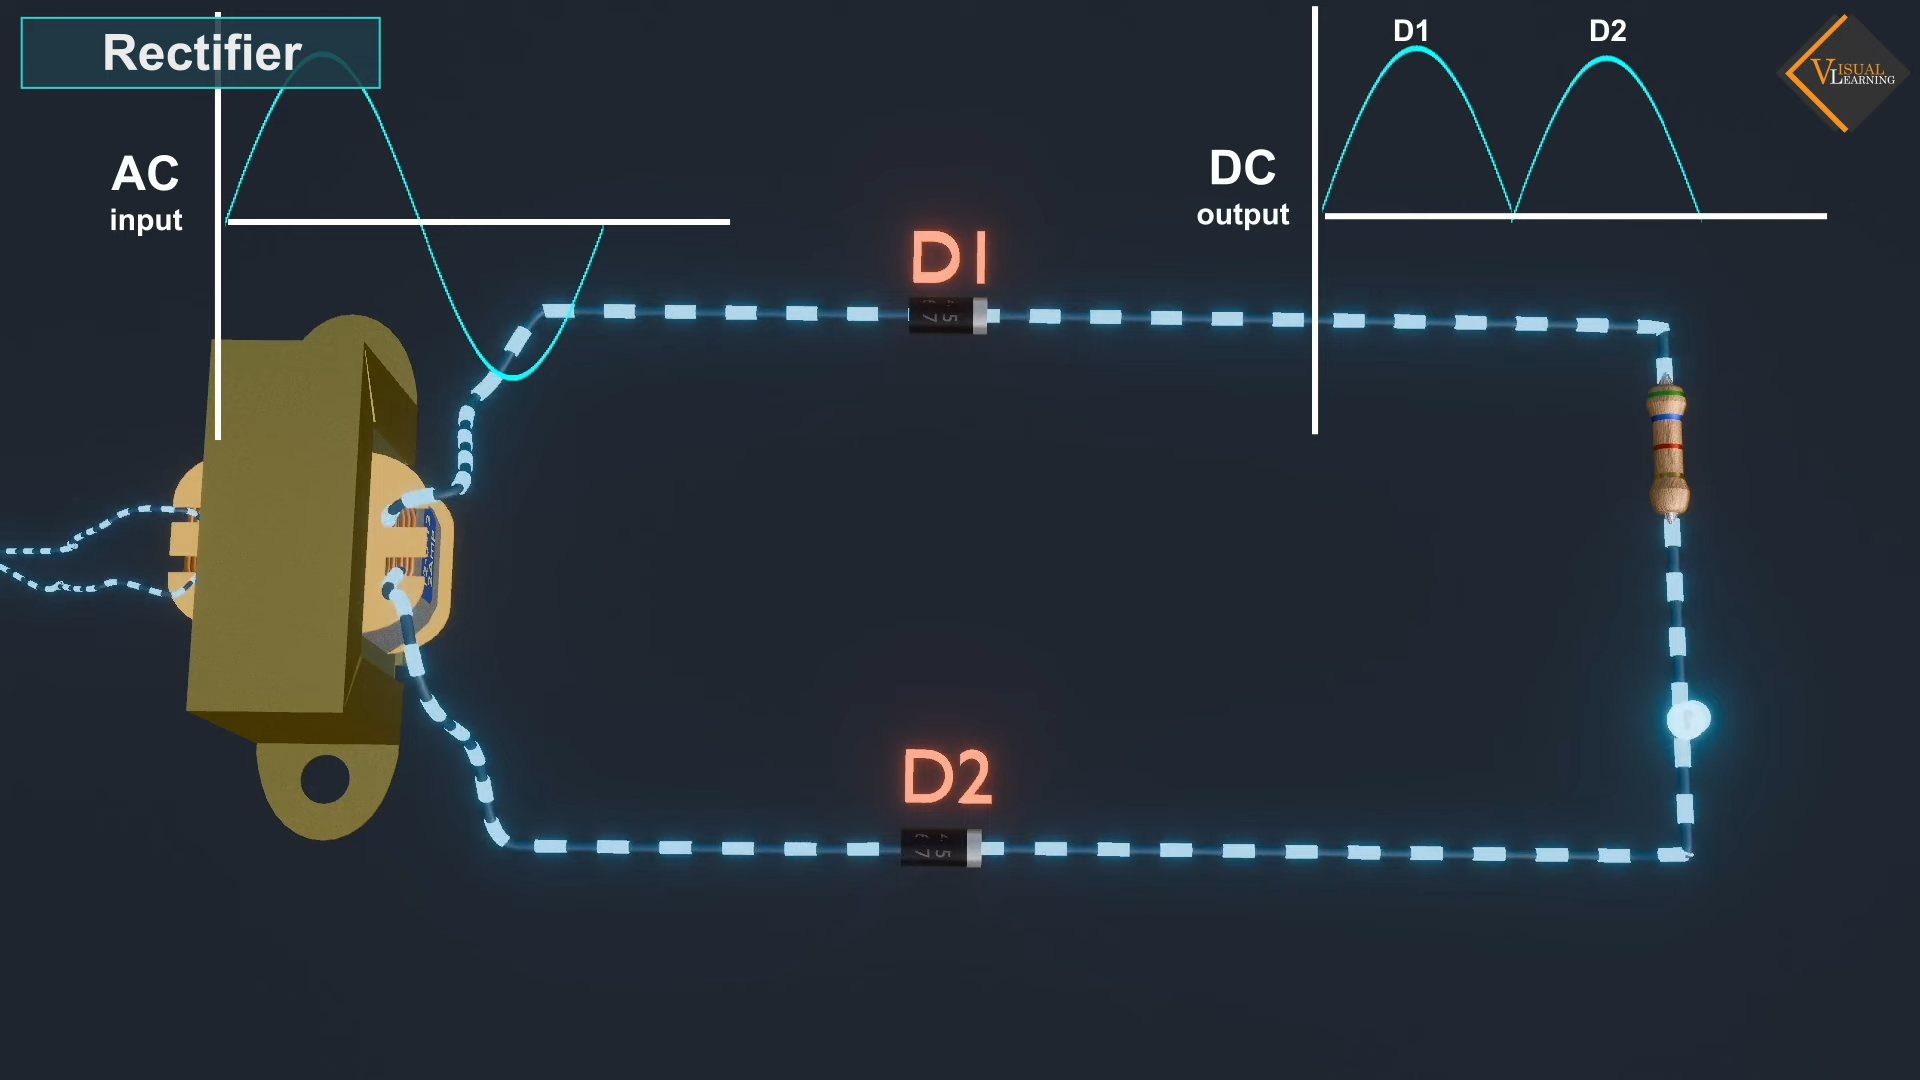 Rectifier
AC
input
D1
D2
DC
output
VISUAL
LEARNING
D1
D2